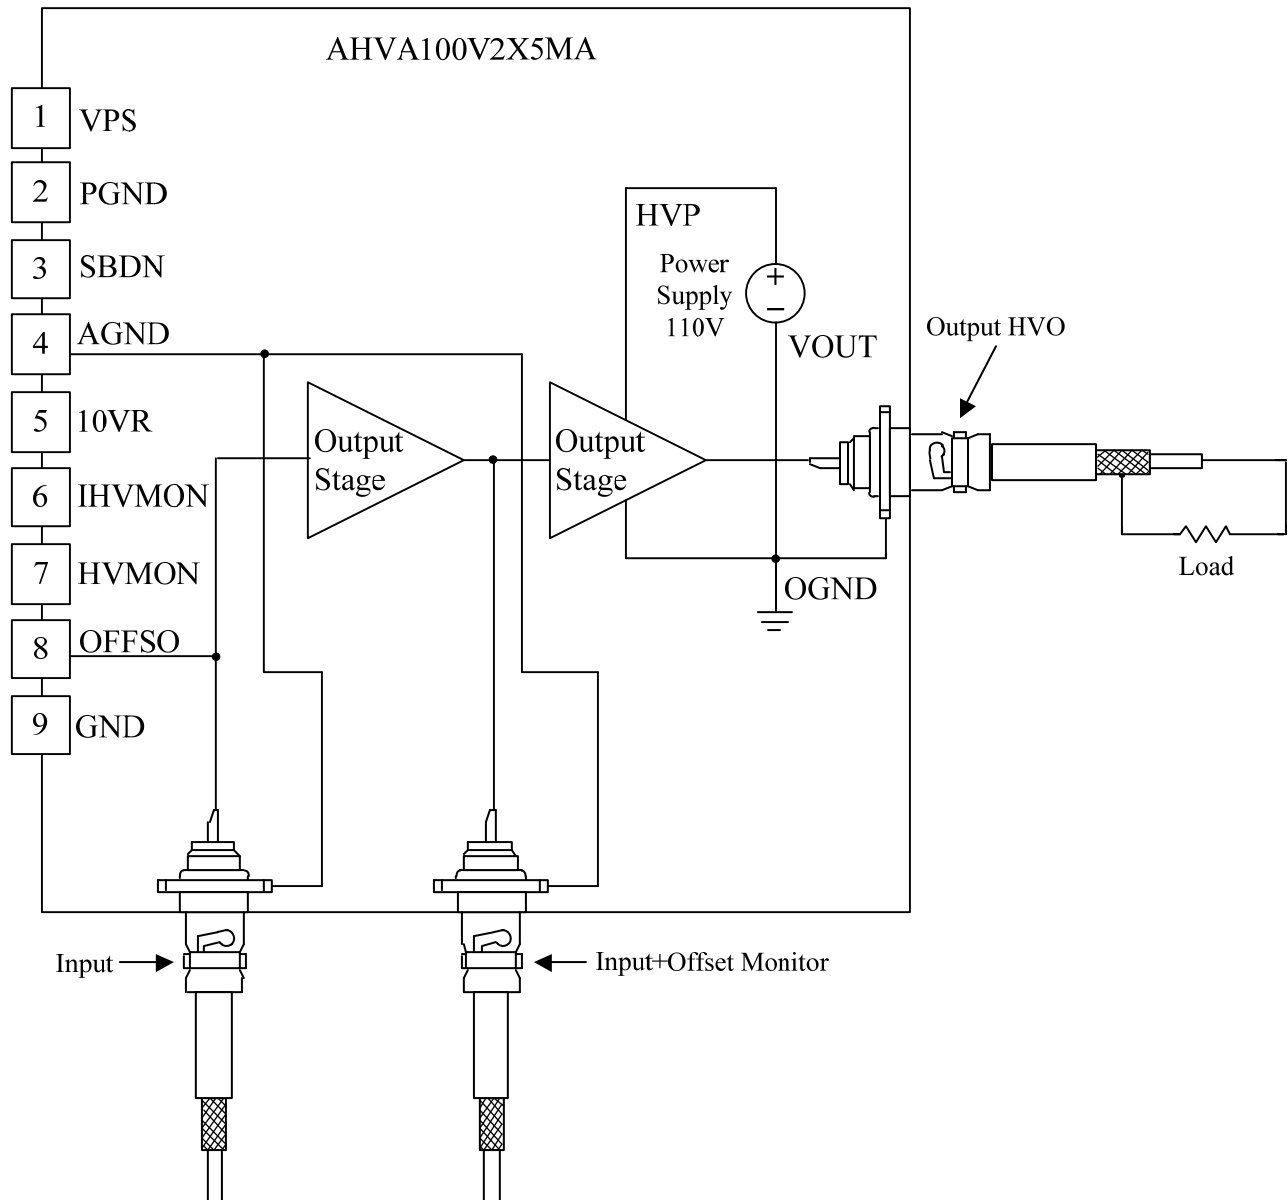 AHVA100V2X5MA
1 VPS
2 PGND
3 SBDN
4 AGND
5 10VR
6 IHVMON
7 HVMON
8 OFFSO
9 GND
HVP
Power
Supply
110V
+
−
VOUT
Output HVO
Output
Stage
Output
Stage
Load
OGND
Input
Input+Offset Monitor